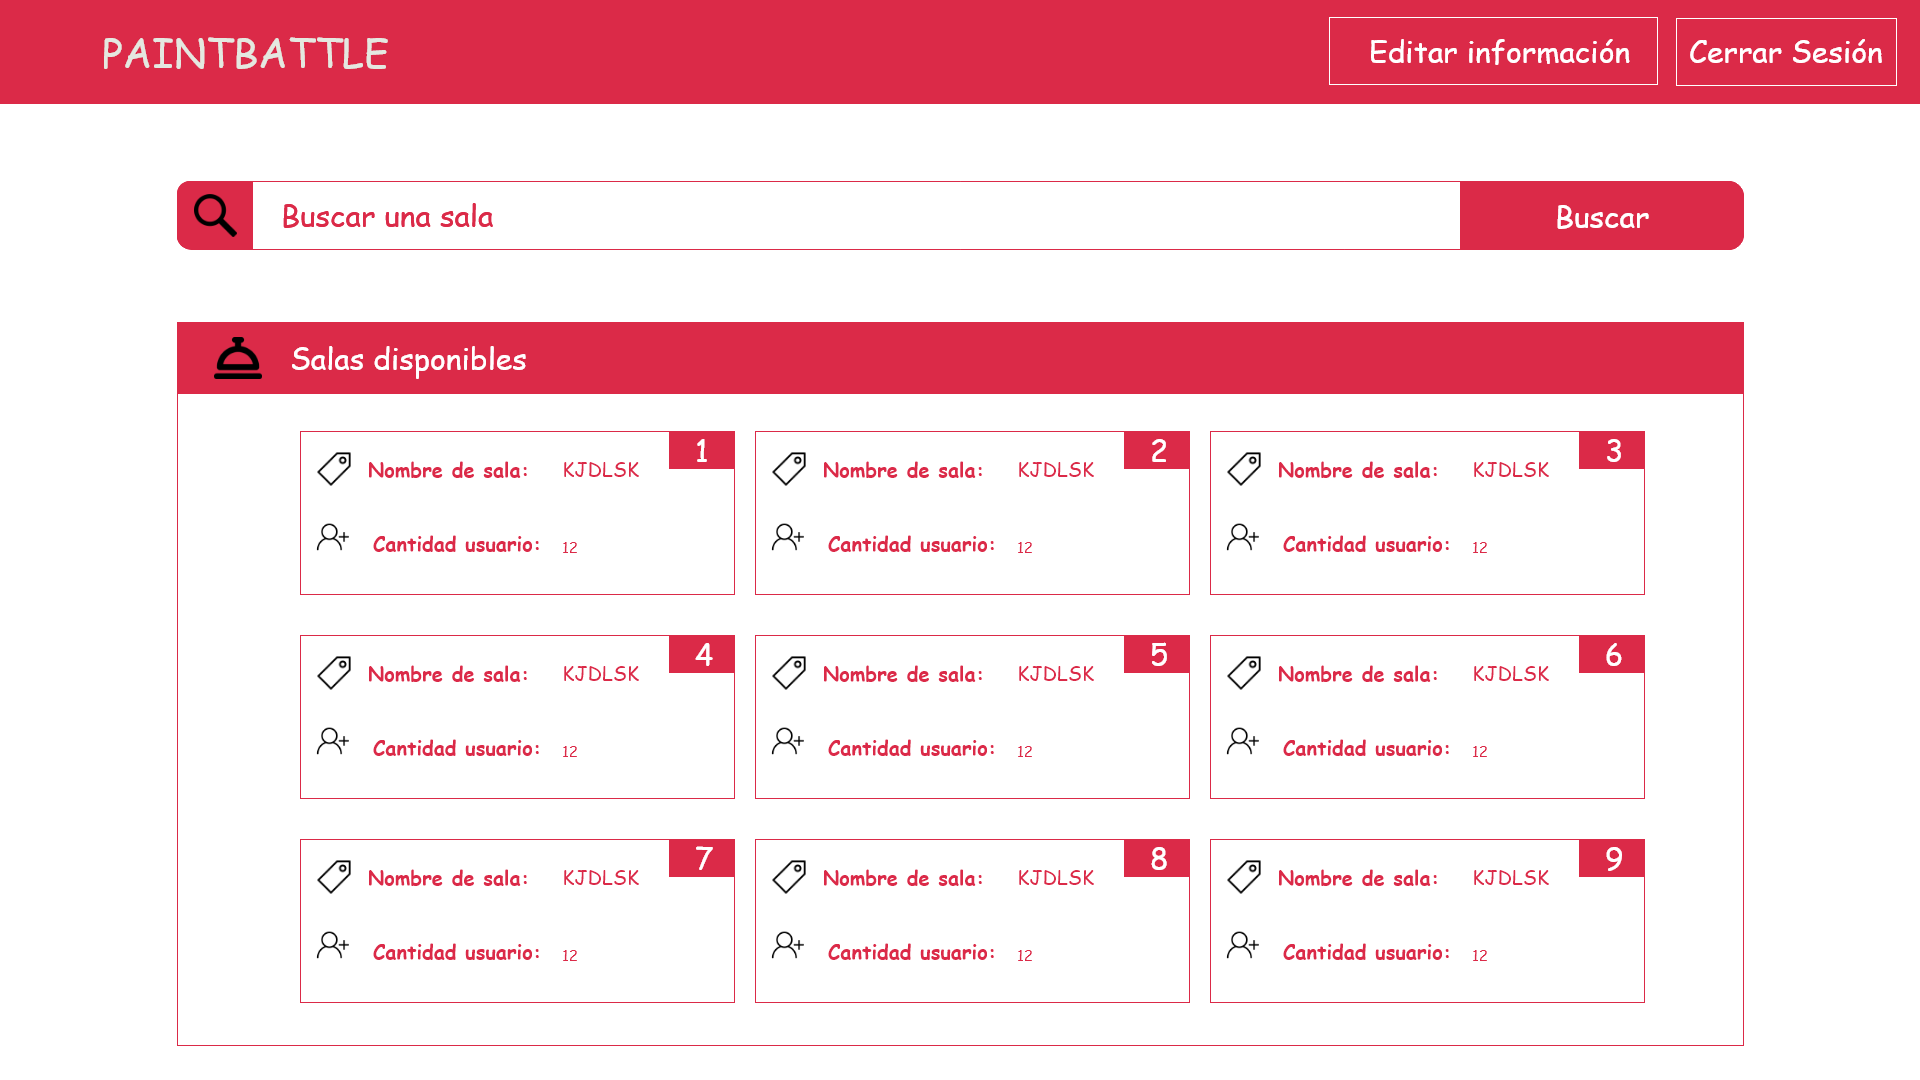 PAINTBATTLE
Editar información
Cerrar Sesión
Buscar una sala
Buscar
Salas disponibles
1
Nombre de sala: KJDLSK
Cantidad usuario: 12
2
Nombre de sala: KJDLSK
Cantidad usuario: 12
3
Nombre de sala: KJDLSK
Cantidad usuario: 12
4
Nombre de sala: KJDLSK
Cantidad usuario: 12
5
Nombre de sala: KJDLSK
Cantidad usuario: 12
6
Nombre de sala: KJDLSK
Cantidad usuario: 12
7
Nombre de sala: KJDLSK
Cantidad usuario: 12
8
Nombre de sala: KJDLSK
Cantidad usuario: 12
9
Nombre de sala: KJDLSK
Cantidad usuario: 12